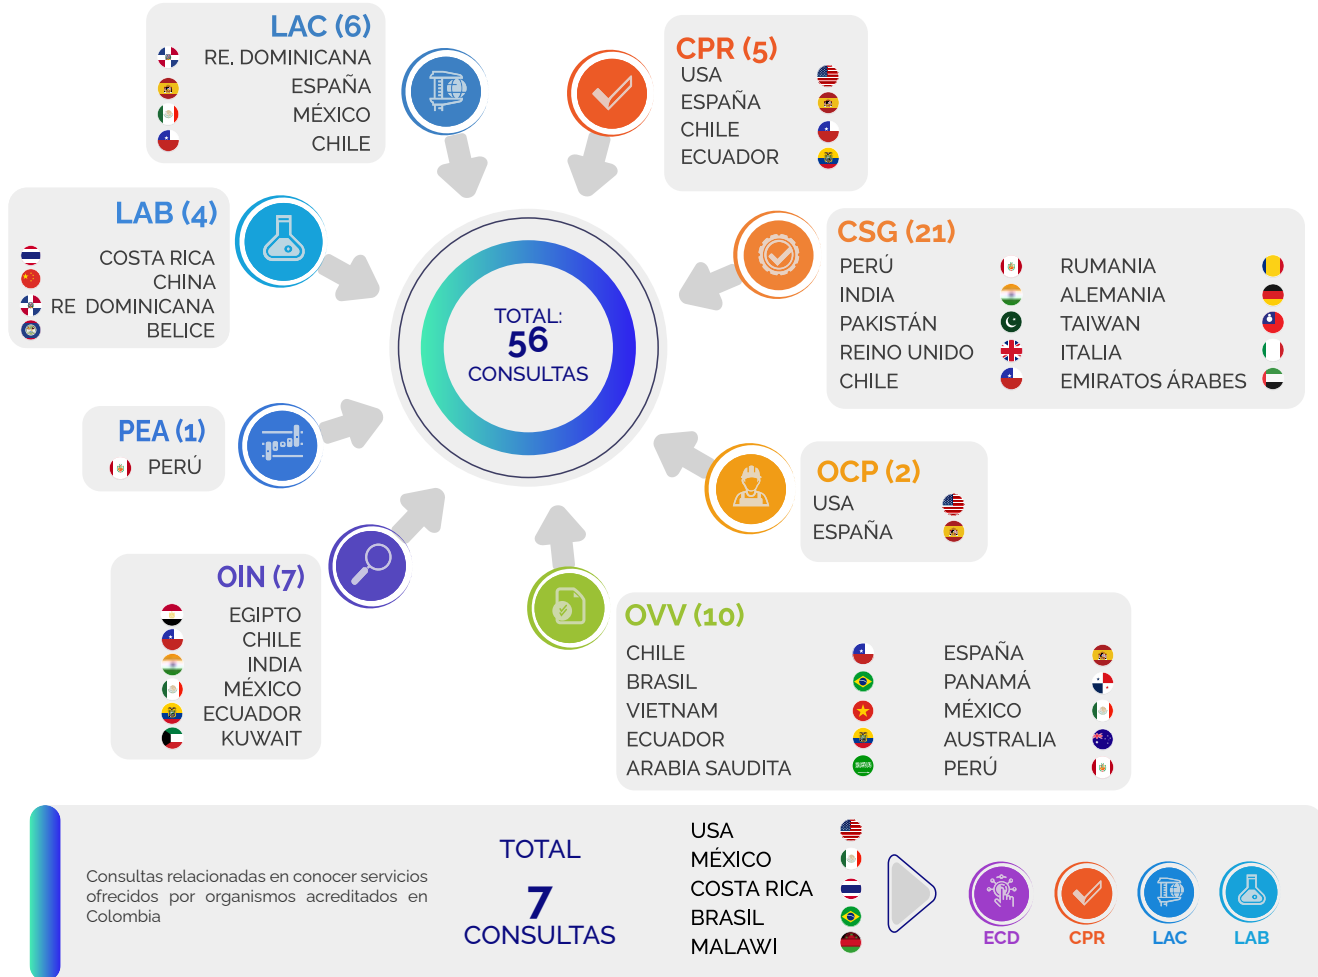 LAC (6)
RE. DOMINICANA
ESPAÑA
MÉXICO
CHILE
CPR (5)
USA
ESPAÑA
CHILE
ECUADOR
LAB (4)
COSTA RICA
CHINA
RE DOMINICANA
BELICE
CSG (21)
PERÚ
INDIA
PAKISTÁN
REINO UNIDO
CHILE
RUMANIA
ALEMANIA
TAIWAN
ITALIA
EMIRATOS ÁRABES
TOTAL:
56
CONSULTAS
PEA (1)
PERÚ
OCP (2)
USA
ESPAÑA
OIN (7)
EGIPTO
CHILE
INDIA
MÉXICO
ECUADOR
KUWAIT
OVV (10)
CHILE
BRASIL
VIETNAM
ECUADOR
ARABIA SAUDITA
ESPAÑA
PANAMÁ
MÉXICO
AUSTRALIA
PERÚ
Consultas relacionadas en conocer servicios
ofrecidos por organismos acreditados en
Colombia
TOTAL
7
CONSULTAS
USA
MÉXICO
COSTA RICA
BRASIL
MALAWI
ECD
CPR
LAC
LAB